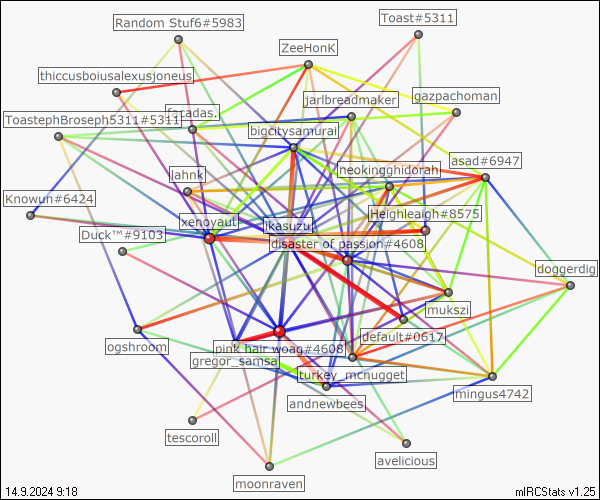 Random Stuf6#5983
Toast#5311
ZeeHonK
thiccusboiusalexusjoneus
jarlbreadmaker
gazpachoman
facadas.
ToastephBroseph5311#5311
bigcitysamurai
neokingghidorah
asad#6947
lahnk
Knowun#6424
Heighleaigh#8575
xenoyaut
ikasuzu
Duck™#9103
disaster of passion#4608
doggerdig
mukszi
default#0617
ogshroom
pink hair woag#4608
gregor_samsa
turkey_mcnugget
mingus4742
andnewbees
tescoroll
avelicious
moonraven
14.9.2024 9:18
mIRCStats v1.25